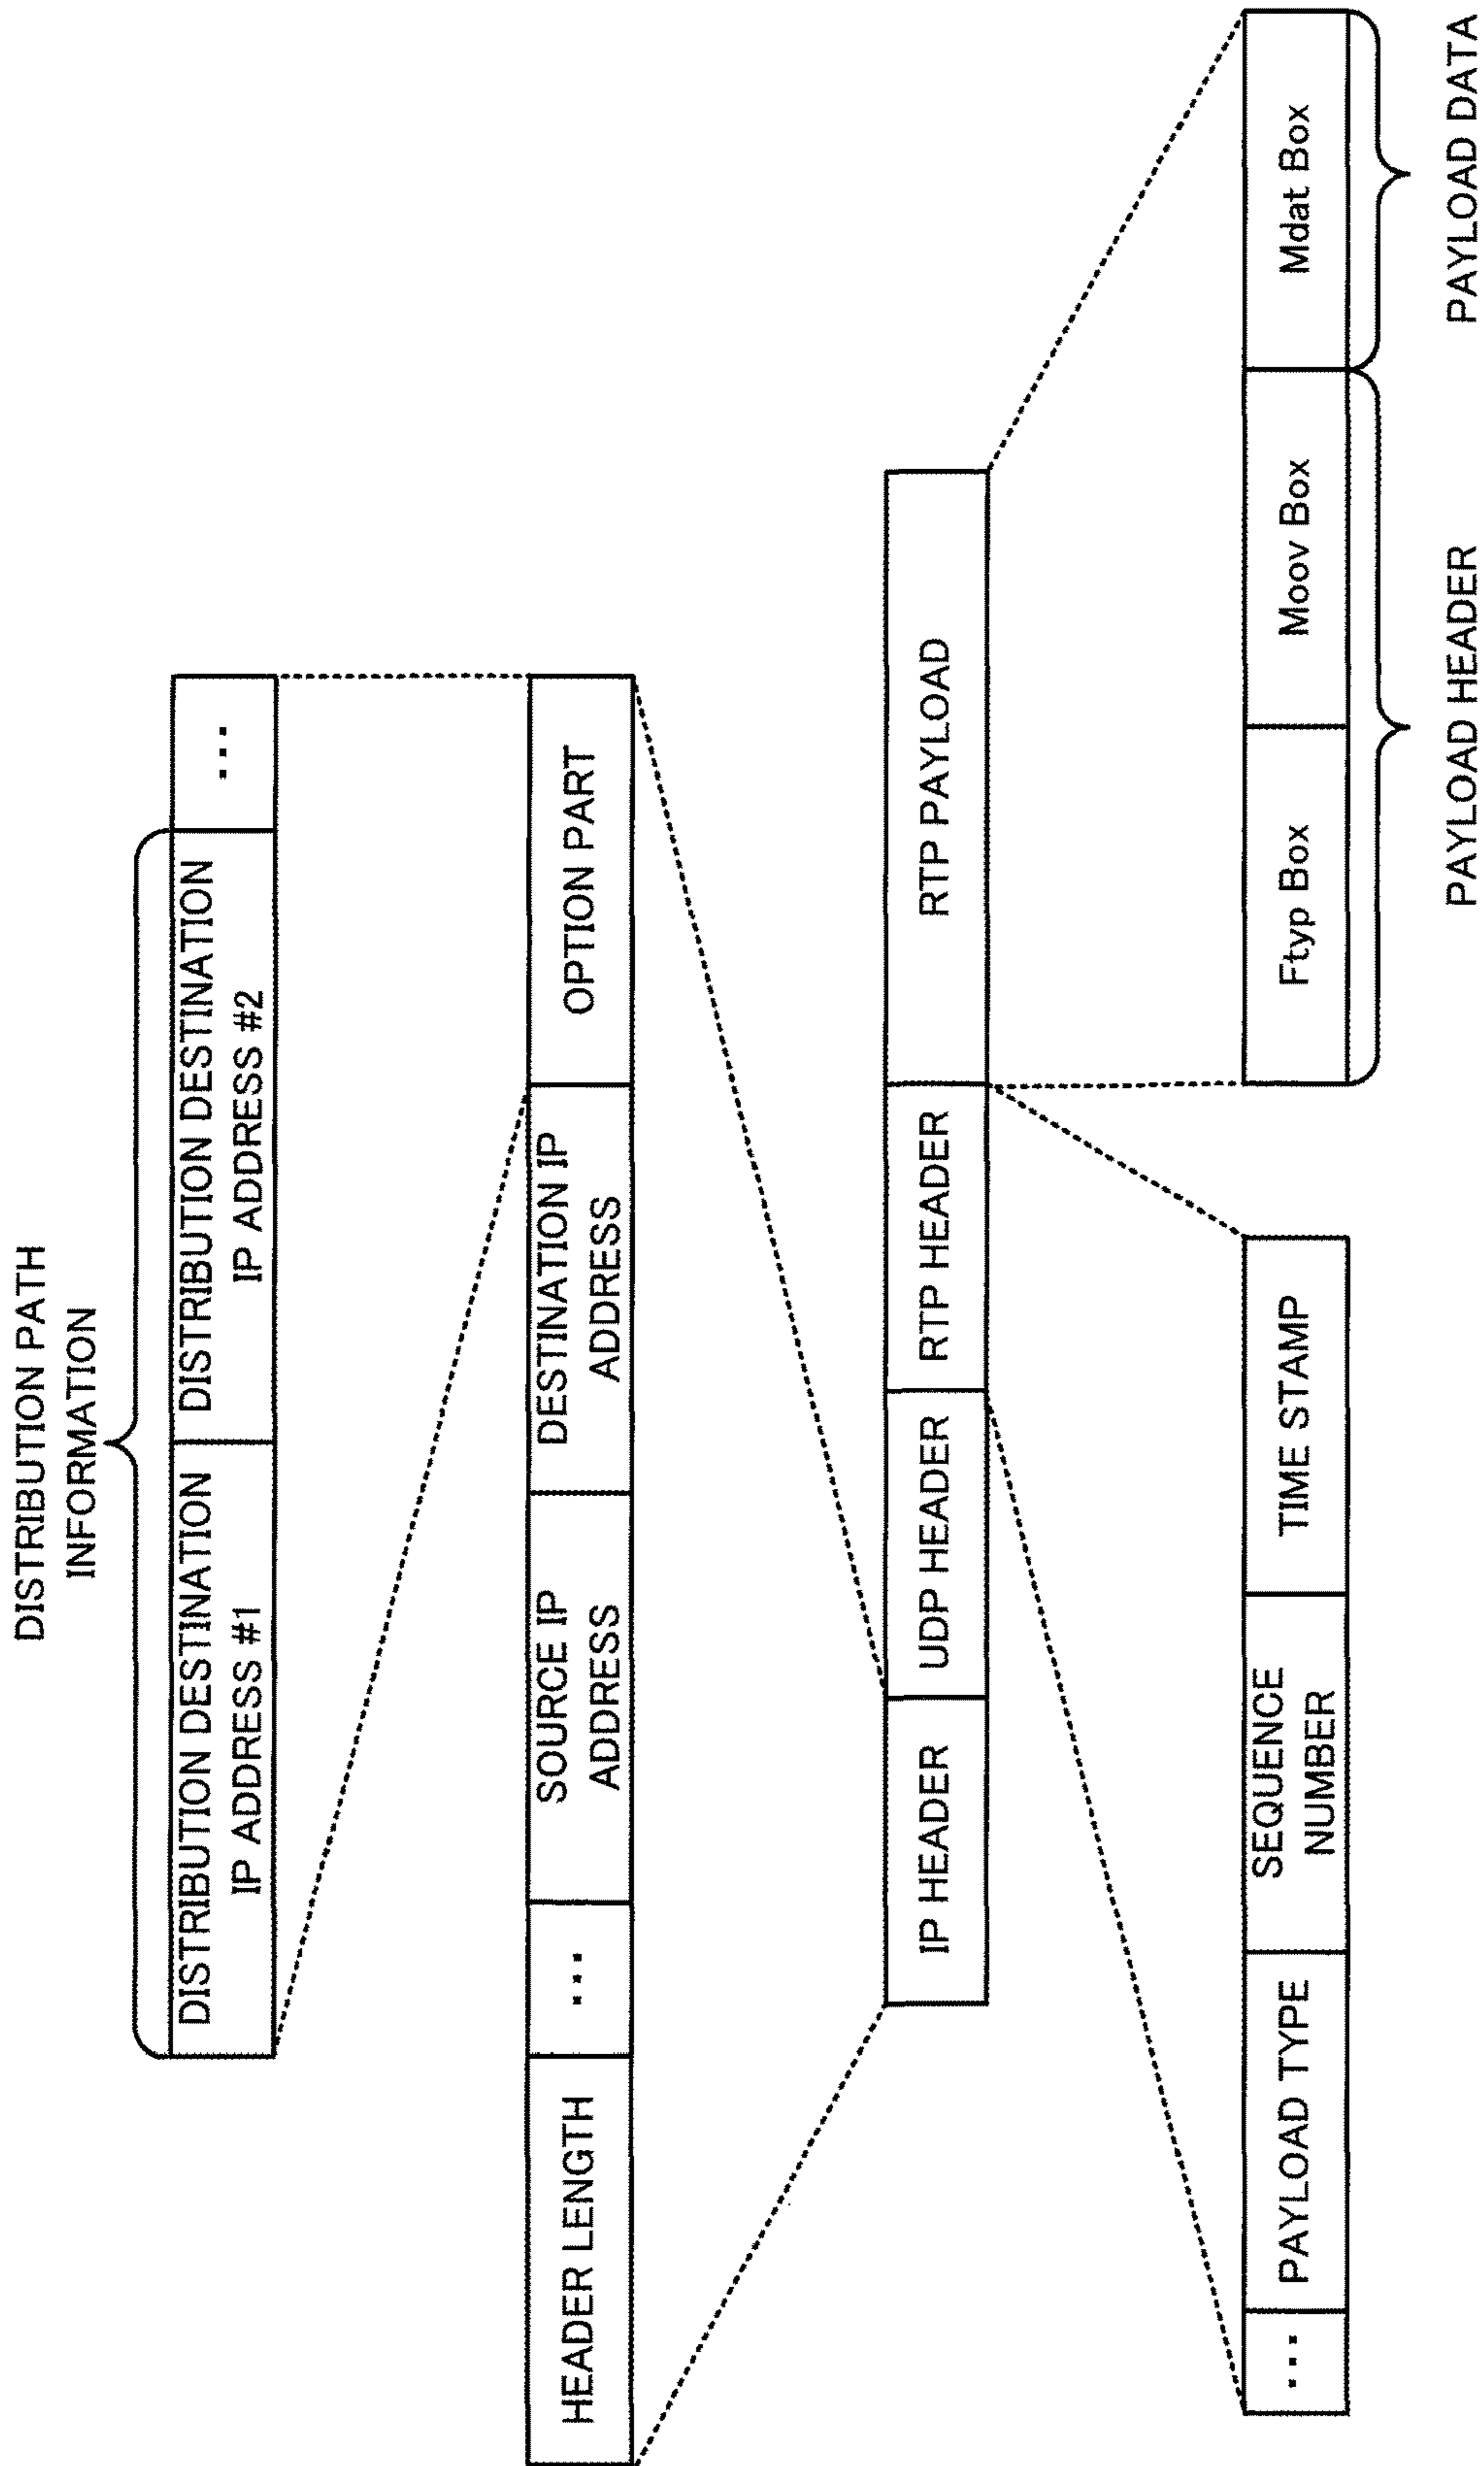 DISTRIBUTION PATH
INFORMATION
DISTRIBUTION DESTINATION
IP ADDRESS #1
DISTRIBUTION DESTINATION
IP ADDRESS #2
...
HEADER LENGTH
...
SOURCE IP
ADDRESS
DESTINATION IP
ADDRESS
OPTION PART
IP HEADER
UDP HEADER
RTP HEADER
RTP PAYLOAD
...
PAYLOAD TYPE
SEQUENCE
NUMBER
TIME STAMP
Ftyp Box
Moov Box
Mdat Box
PAYLOAD HEADER
PAYLOAD DATA